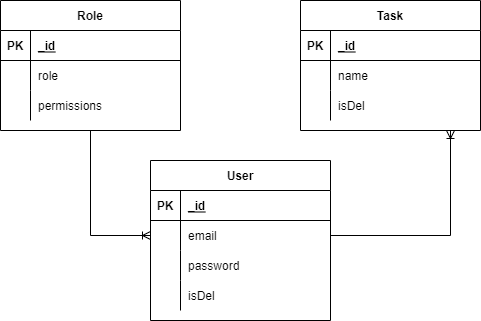 Role
PK _id
role
permissions
Task
PK _id
name
isDel
User
PK _id
email
password
isDel